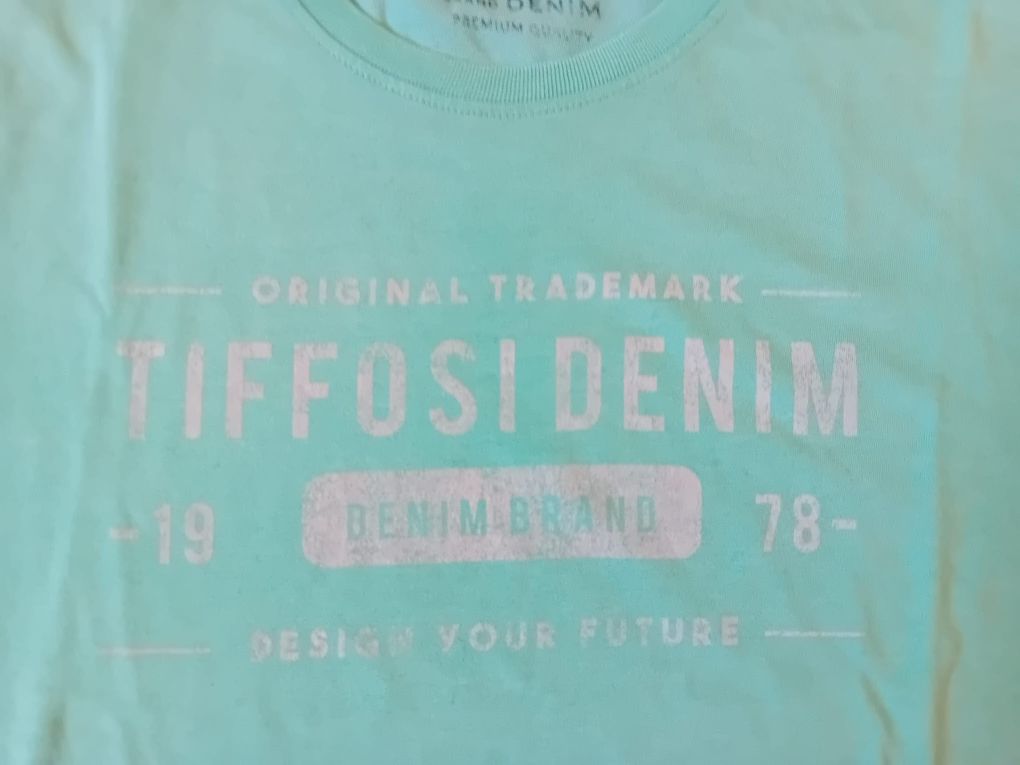 DENIM
PREMIUM QUALITY
ORIGINAL TRADEMARK
TIFFOSI DENIM
-19 DENIM BRAND 78-
DESIGN YOUR FUTURE